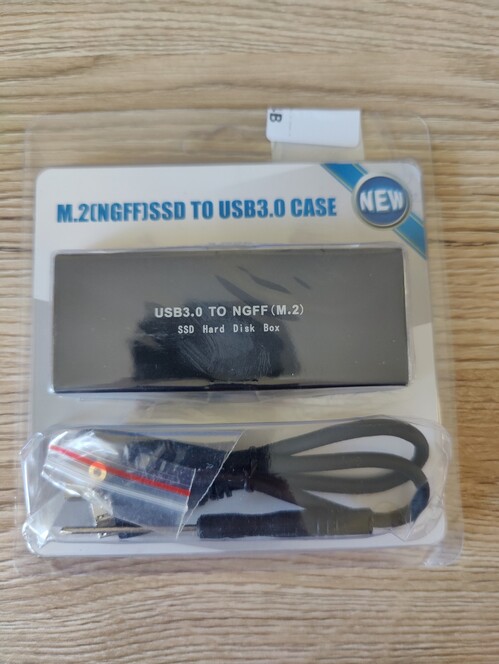 -B
M.2(NGFF)SSD TO USB3.0 CASE
NEW
USB3.0 TO NGFF(M.2)
SSD Hard Disk Box